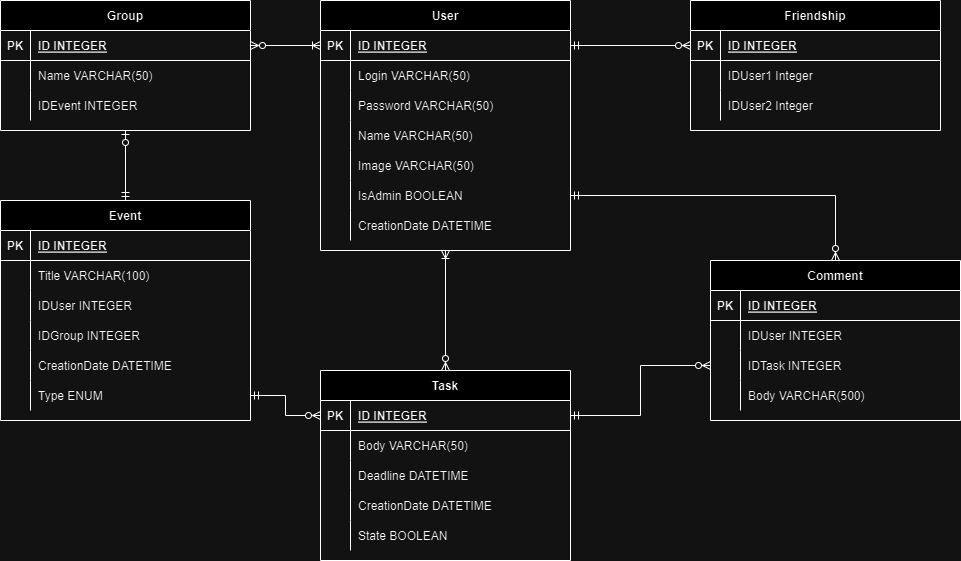 Group
PK ID INTEGER
Name VARCHAR(50)
IDEvent INTEGER
User
PK ID INTEGER
Login VARCHAR(50)
Password VARCHAR(50)
Name VARCHAR(50)
Image VARCHAR(50)
IsAdmin BOOLEAN
CreationDate DATETIME
Friendship
PK ID INTEGER
IDUser1 Integer
IDUser2 Integer
Event
PK ID INTEGER
Title VARCHAR(100)
IDUser INTEGER
IDGroup INTEGER
CreationDate DATETIME
Type ENUM
Comment
PK ID INTEGER
IDUser INTEGER
IDTask INTEGER
Body VARCHAR(500)
Task
PK ID INTEGER
Body VARCHAR(50)
Deadline DATETIME
CreationDate DATETIME
State BOOLEAN